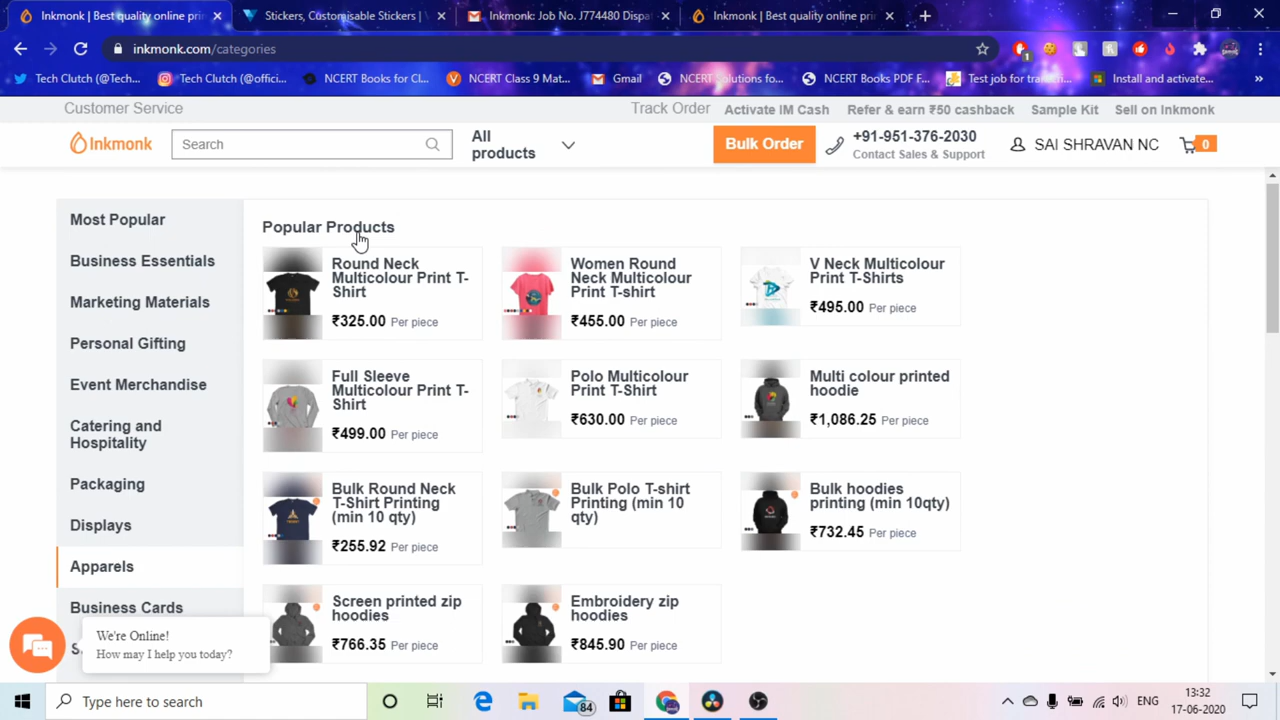 Inkmonk | Best quality online prin
Stickers, Customisable Stickers |
Inkmonk: Job No. J774480 Dispa
Inkmonk | Best quality online prin
inkmonk.com/categories
1
Tech Clutch (@Tech...
Tech Clutch (@offici...
NCERT Books for Cl...
NCERT Class 9 Mat...
Gmail
NCERT Solutions fo...
NCERT Books PDF F...
Test job for transcri...
Install and activate...
»
Customer Service
Track Order
Activate IM Cash
Refer & earn ₹50 cashback
Sample Kit
Sell on Inkmonk
Inkmonk
Search
All
products
Bulk Order
+91-951-376-2030
Contact Sales & Support
SAI SHRAVAN NC
0
Most Popular
Business Essentials
Marketing Materials
Personal Gifting
Event Merchandise
Catering and
Hospitality
Packaging
Displays
Apparels
Business Cards
Popular Products
Round Neck
Multicolour Print T-
Shirt
₹325.00 Per piece
Women Round
Neck Multicolour
Print T-shirt
₹455.00 Per piece
V Neck Multicolour
Print T-Shirts
₹495.00 Per piece
Full Sleeve
Multicolour Print T-
Shirt
₹499.00 Per piece
Polo Multicolour
Print T-Shirt
₹630.00 Per piece
Multi colour printed
hoodie
₹1,086.25 Per piece
Bulk Round Neck
T-Shirt Printing
(min 10 qty)
₹255.92 Per piece
Bulk Polo T-shirt
Printing (min 10
qty)
Bulk hoodies
printing (min 10qty)
₹732.45 Per piece
Screen printed zip
hoodies
₹766.35 Per piece
Embroidery zip
hoodies
₹845.90 Per piece
We're Online!
How may I help you today?
Type here to search
84
ENG
13:32
17-06-2020